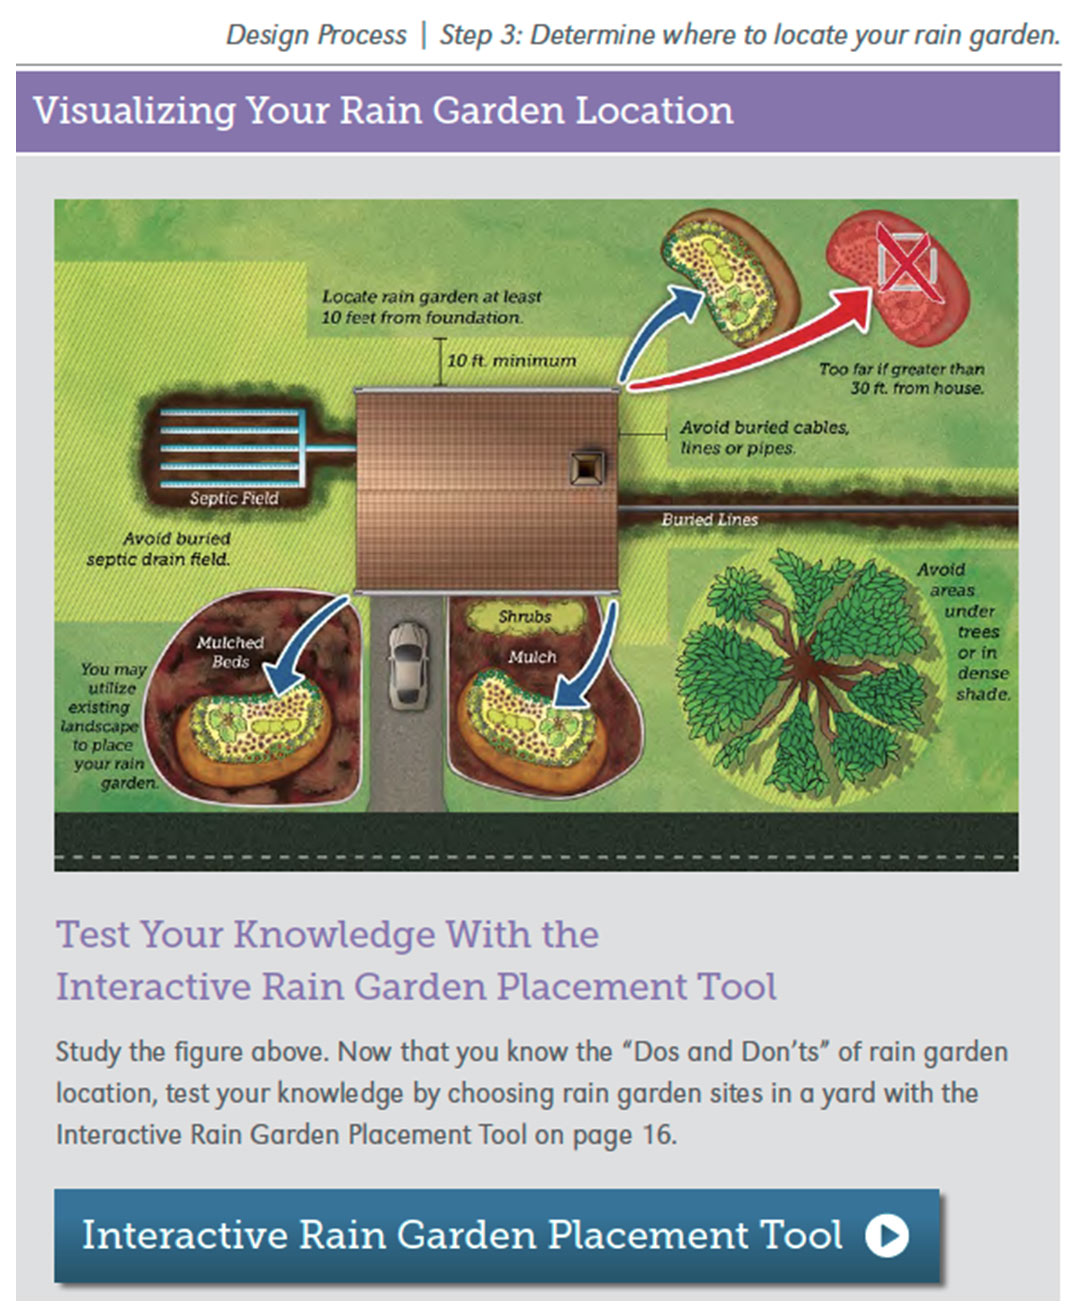 Design Process | Step 3: Determine where to locate your rain garden.
Visualizing Your Rain Garden Location
Locate rain garden at least
10 feet from foundation.
10 ft. minimum
Too far if greater than
30 ft. from house.
Avoid buried cables,
lines or pipes.
Septic Field
Buried Lines
Avoid buried
septic drain field.
Avoid
areas
under
trees
or in
dense
shade.
Shrubs
Mulched
Beds
Mulch
You may
utilize
existing
landscape
to place
your rain
garden.
Test Your Knowledge With the
Interactive Rain Garden Placement Tool
Study the figure above. Now that you know the “Dos and Don’ts” of rain garden
location, test your knowledge by choosing rain garden sites in a yard with the
Interactive Rain Garden Placement Tool on page 16.
Interactive Rain Garden Placement Tool